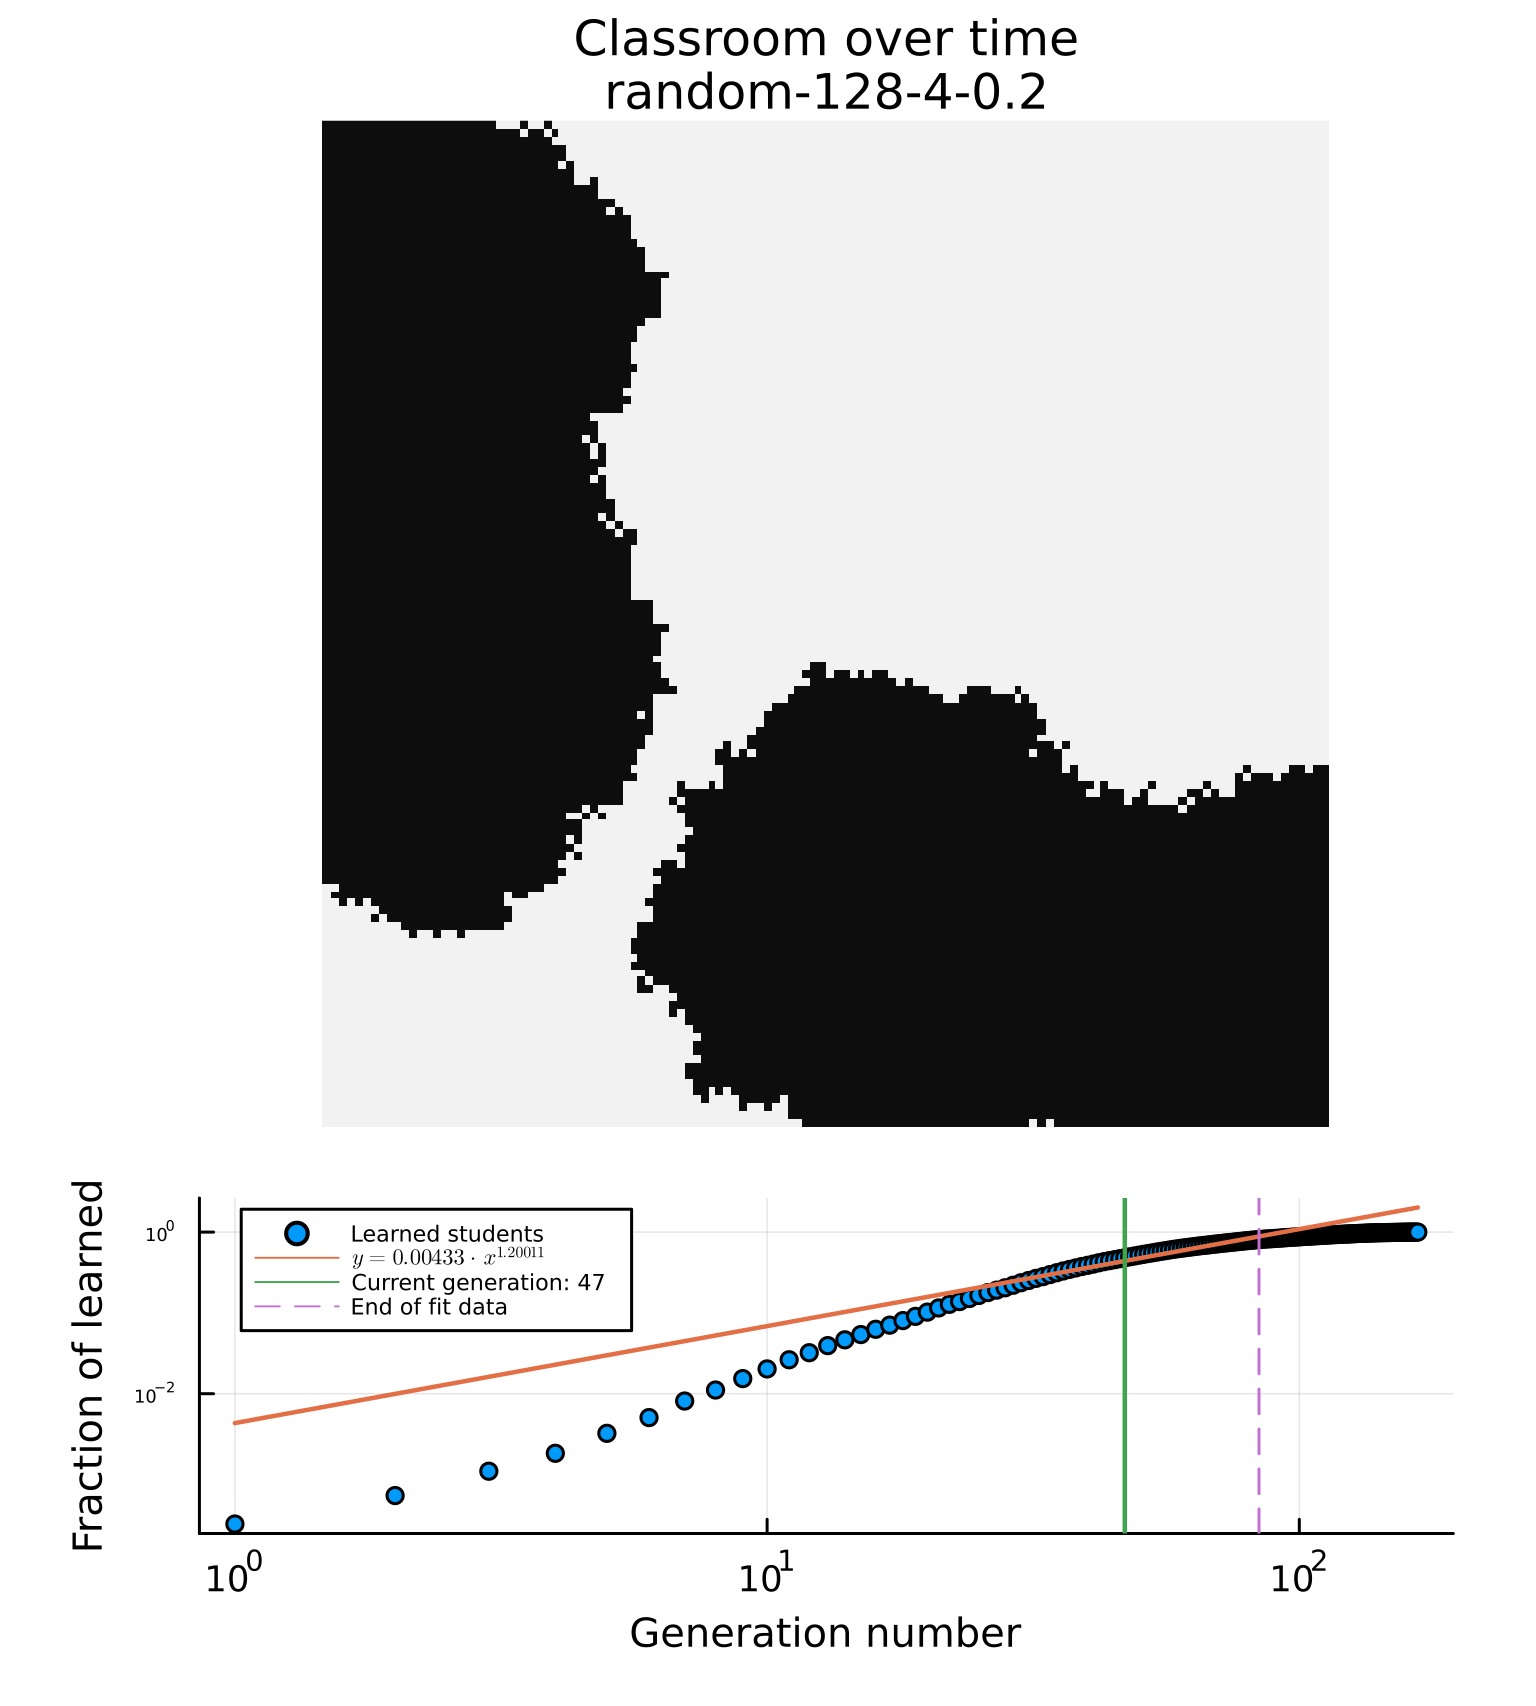 Classroom over time
random-128-4-0.2
Fraction of learned
10^0
10^−2
Learned students
y = 0.00433 · x^1.20011
Current generation: 47
End of fit data
10^0 10^1 10^2
Generation number